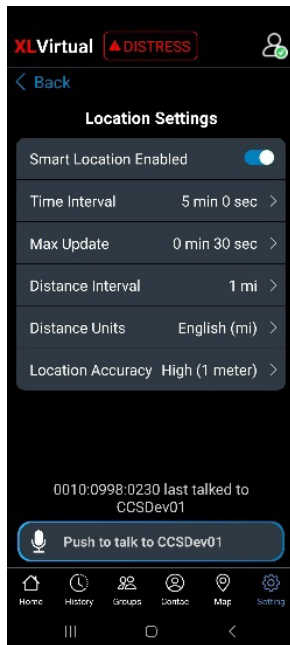 XLVirtual ▲DISTRESS
< Back
Location Settings
Smart Location Enabled
Time Interval 5 min 0 sec >
Max Update 0 min 30 sec >
Distance Interval 1 mi >
Distance Units English (mi) >
Location Accuracy High (1 meter) >
0010:0998:0230 last talked to
CCSDev01
Push to talk to CCSDev01
Home History Groups Contac Map Setting